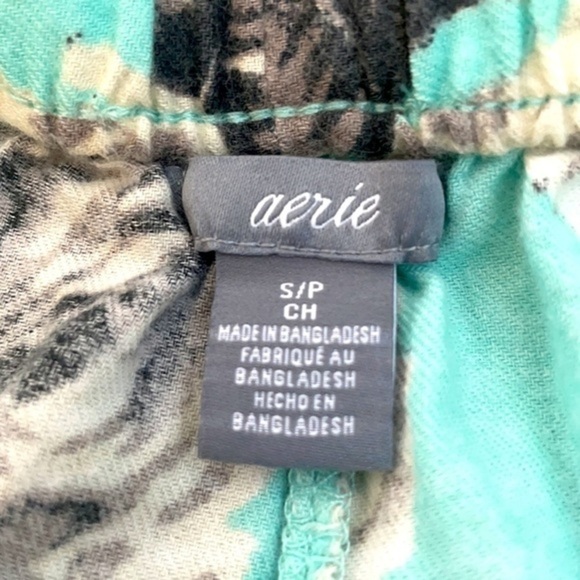 aerie
S/P
CH
MADE IN BANGLADESH
FABRIQUÉ AU
BANGLADESH
HECHO EN
BANGLADESH